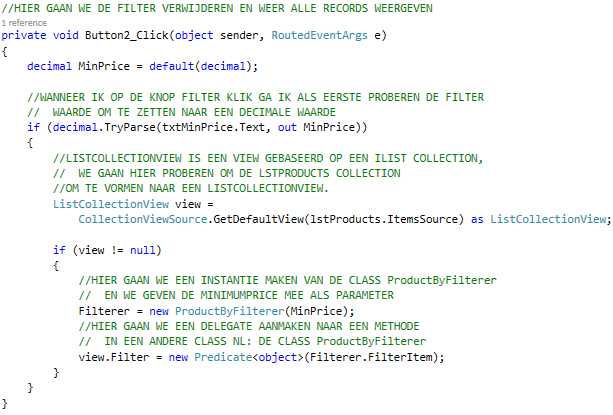 //HIER GAAN WE DE FILTER VERWIJDEREN EN WEER ALLE RECORDS WEERGEVEN
1 reference
private void Button2_Click(object sender, RoutedEventArgs e)
{
    decimal MinPrice = default(decimal);

    //WANNEER IK OP DE KNOP FILTER KLIK GA IK ALS EERSTE PROBEREN DE FILTER
    //  WAARDE OM TE ZETTEN NAAR EEN DECIMALE WAARDE
    if (decimal.TryParse(txtMinPrice.Text, out MinPrice))
    {
        //LISTCOLLECTIONVIEW IS EEN VIEW GEBASEERD OP EEN ILIST COLLECTION,
        //  WE GAAN HIER PROBEREN OM DE LSTPRODUCTS COLLECTION
        //OM TE VORMEN NAAR EEN LISTCOLLECTIONVIEW.
        ListCollectionView view =
            CollectionViewSource.GetDefaultView(lstProducts.ItemsSource) as ListCollectionView;

        if (view != null)
        {
            //HIER GAAN WE EEN INSTANTIE MAKEN VAN DE CLASS ProductByFilterer
            //  EN WE GEVEN DE MINIMUMPRICE MEE ALS PARAMETER
            Filterer = new ProductByFilterer(MinPrice);
            //HIER GAAN WE EEN DELEGATE AANMAKEN NAAR EEN METHODE
            //  IN EEN ANDERE CLASS NL: DE CLASS ProductByFilterer
            view.Filter = new Predicate<object>(Filterer.FilterItem);
        }
    }
}